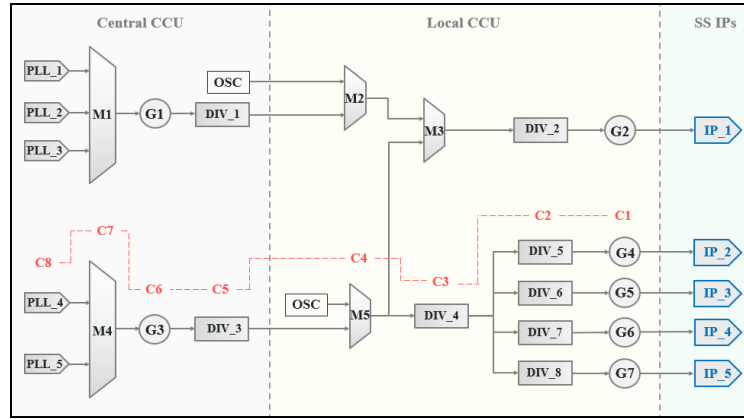 Central CCU Local CCU SS IPs
PLL_1
OSC
M2
PLL_2 M1 G1 DIV_1
M3 DIV_2 G2 IP_1
PLL_3
C7 C2 C1
C8 C6 C5 C4 C3
DIV_5 G4 IP_2
PLL_4 OSC DIV_6 G5 IP_3
M4 G3 DIV_3 M5 DIV_4 DIV_7 G6 IP_4
PLL_5 DIV_8 G7 IP_5